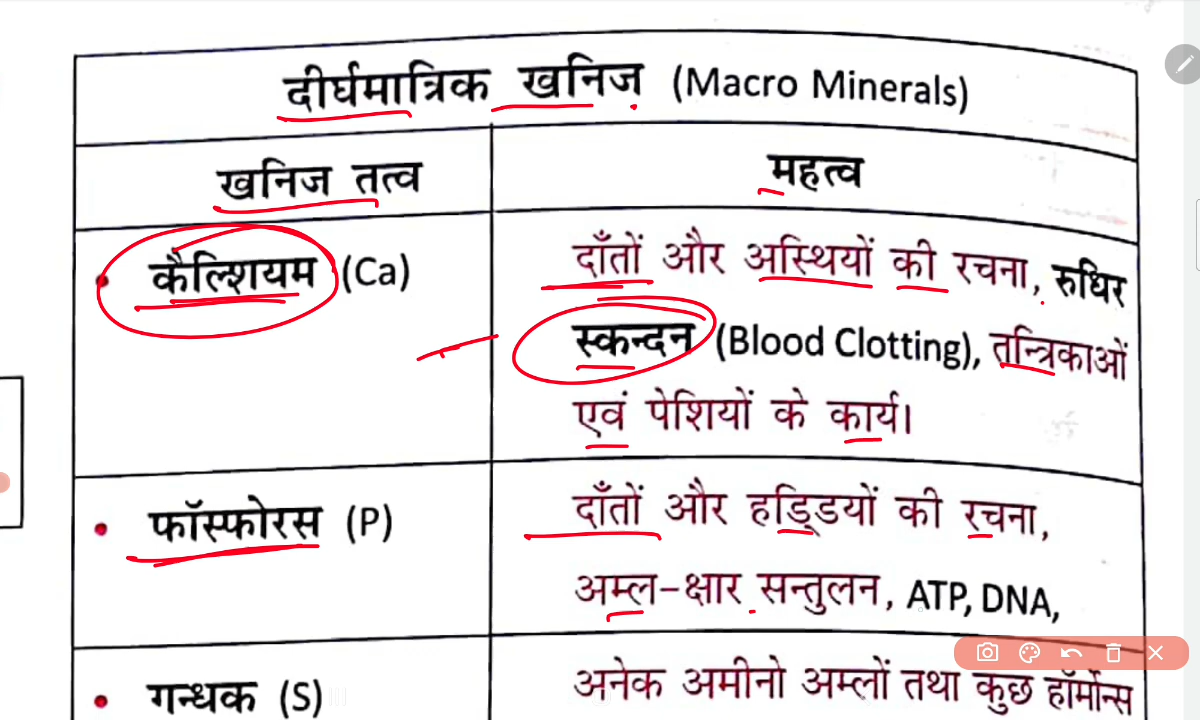 दीर्घमात्रिक खनिज (Macro Minerals)
खनिज तत्व
महत्व
• कैल्शियम (Ca)
दाँतों और अस्थियों की रचना, रुधिर
स्कन्दन (Blood Clotting), तन्त्रिकाओं
एवं पेशियों के कार्य।
• फॉस्फोरस (P)
दाँतों और हड्डियों की रचना,
अम्ल-क्षार सन्तुलन, ATP, DNA,
• गन्धक (S)
अनेक अमीनो अम्लों तथा कुछ हॉर्मोन्स